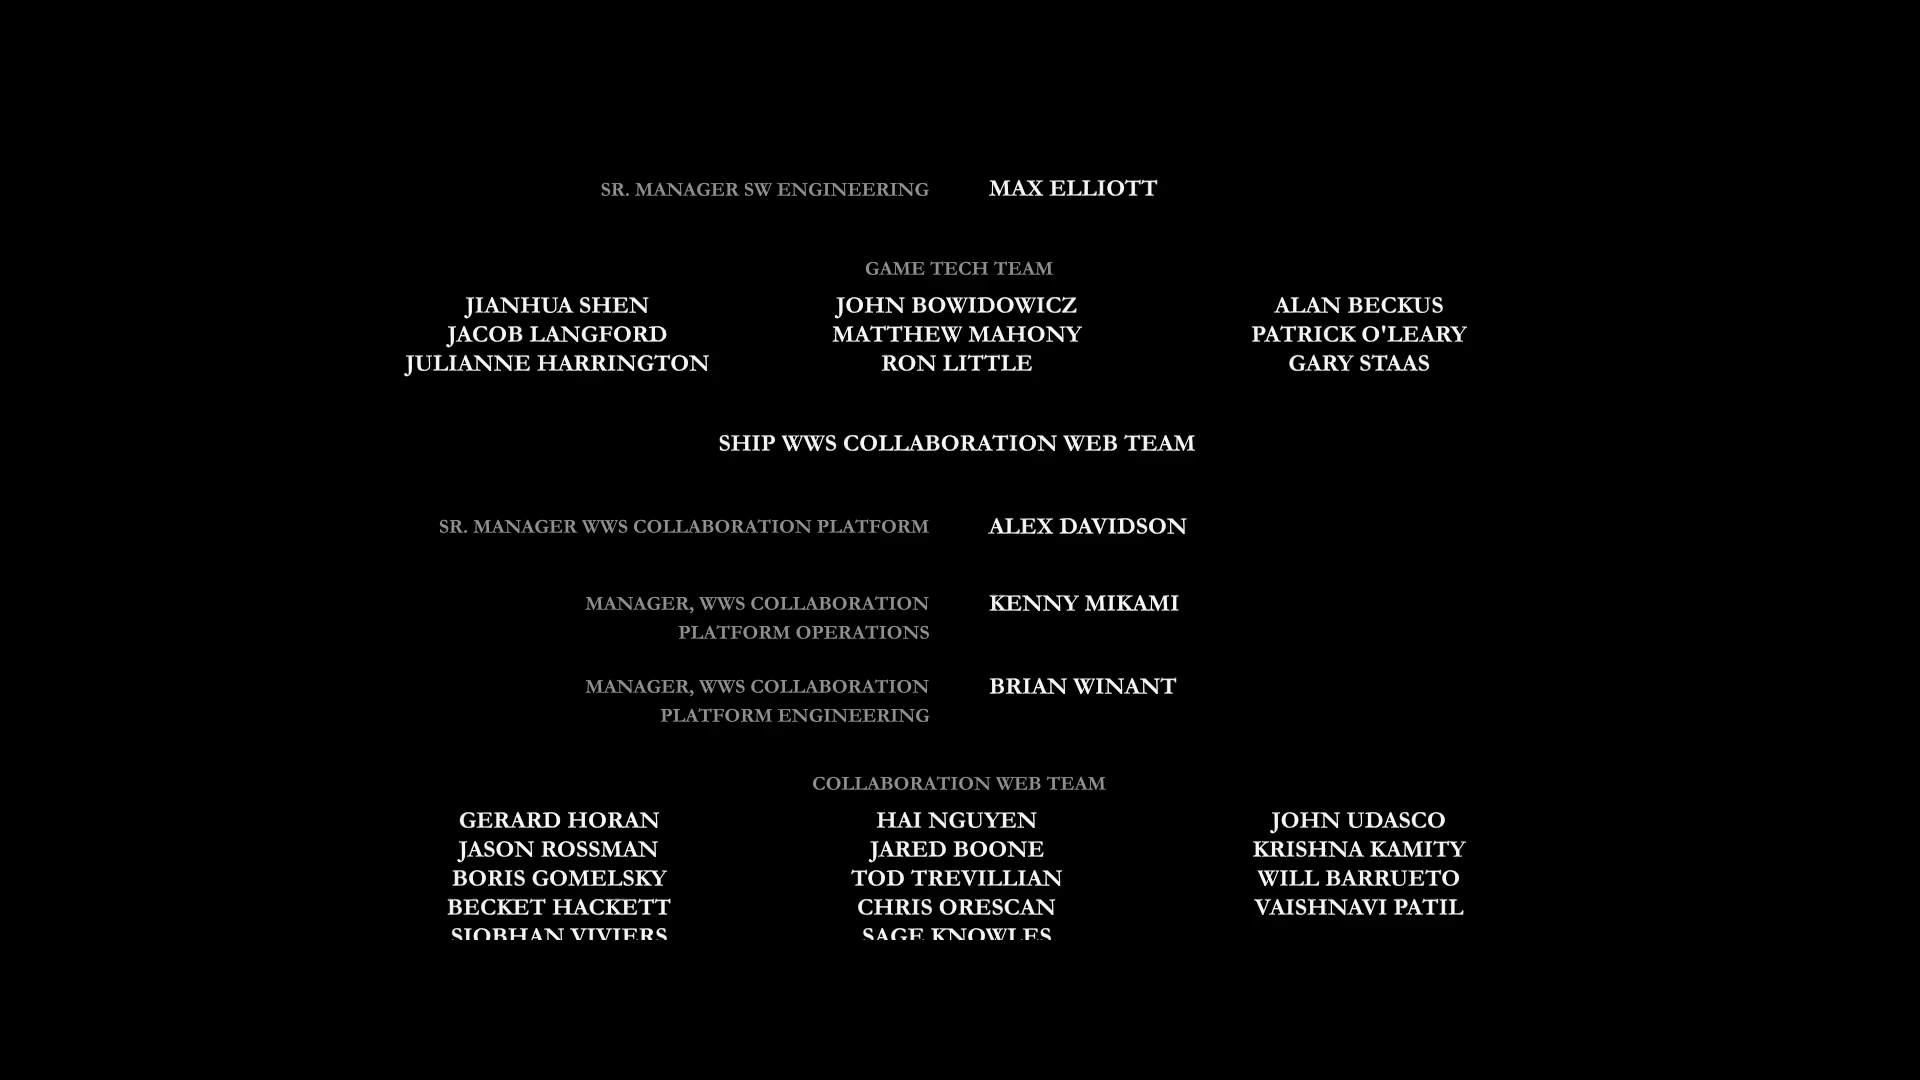 SR. MANAGER SW ENGINEERING MAX ELLIOTT
GAME TECH TEAM
JIANHUA SHEN JOHN BOWIDOWICZ ALAN BECKUS
JACOB LANGFORD MATTHEW MAHONY PATRICK O'LEARY
JULIANNE HARRINGTON RON LITTLE GARY STAAS
SHIP WWS COLLABORATION WEB TEAM
SR. MANAGER WWS COLLABORATION PLATFORM ALEX DAVIDSON
MANAGER, WWS COLLABORATION KENNY MIKAMI
PLATFORM OPERATIONS
MANAGER, WWS COLLABORATION BRIAN WINANT
PLATFORM ENGINEERING
COLLABORATION WEB TEAM
GERARD HORAN HAI NGUYEN JOHN UDASCO
JASON ROSSMAN JARED BOONE KRISHNA KAMITY
BORIS GOMELSKY TOD TREVILLIAN WILL BARRUETO
BECKET HACKETT CHRIS ORESCAN VAISHNAVI PATIL
SIOBHAN VIVIERS SAGE KNOWLES